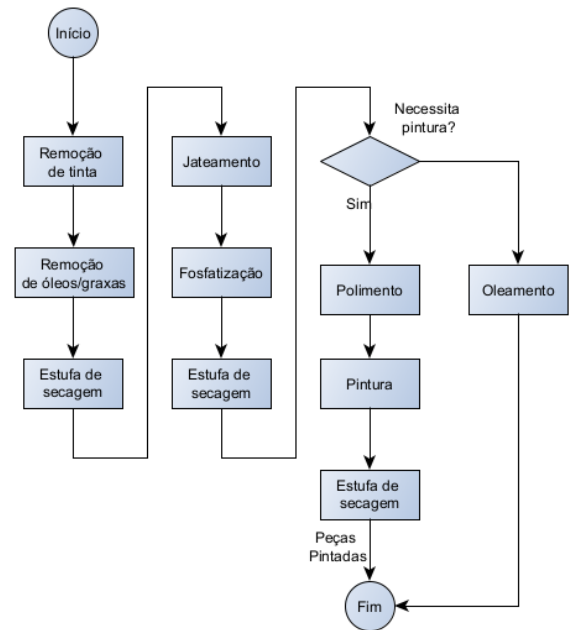 Início
Remoção
de tinta
Remoção
de óleos/graxas
Estufa de
secagem
Jateamento
Fosfatização
Estufa de
secagem
Necessita
pintura?
Sim
Polimento
Pintura
Estufa de
secagem
Peças
Pintadas
Oleamento
Fim